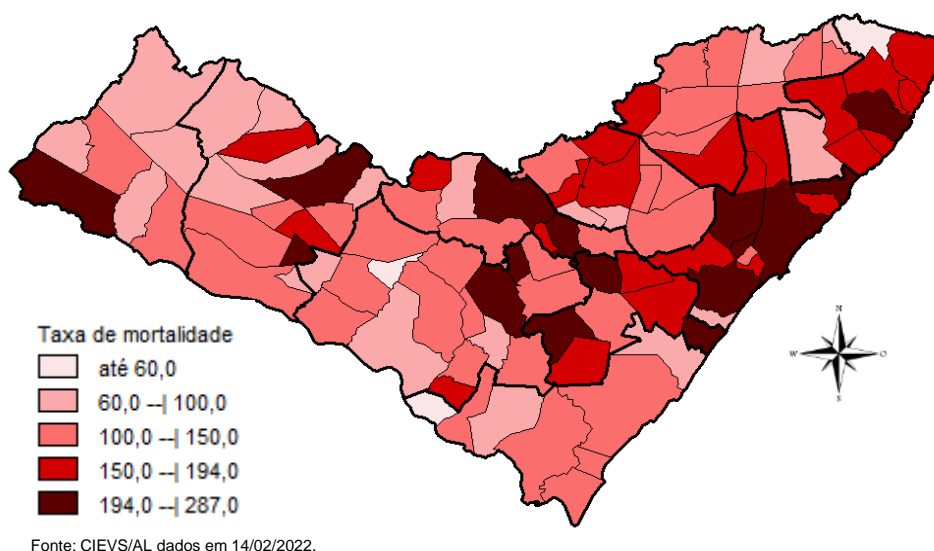 Taxa de mortalidade
até 60,0
60,0 --| 100,0
100,0 --| 150,0
150,0 --| 194,0
194,0 --| 287,0
N
W O
S
Fonte: CIEVS/AL dados em 14/02/2022.